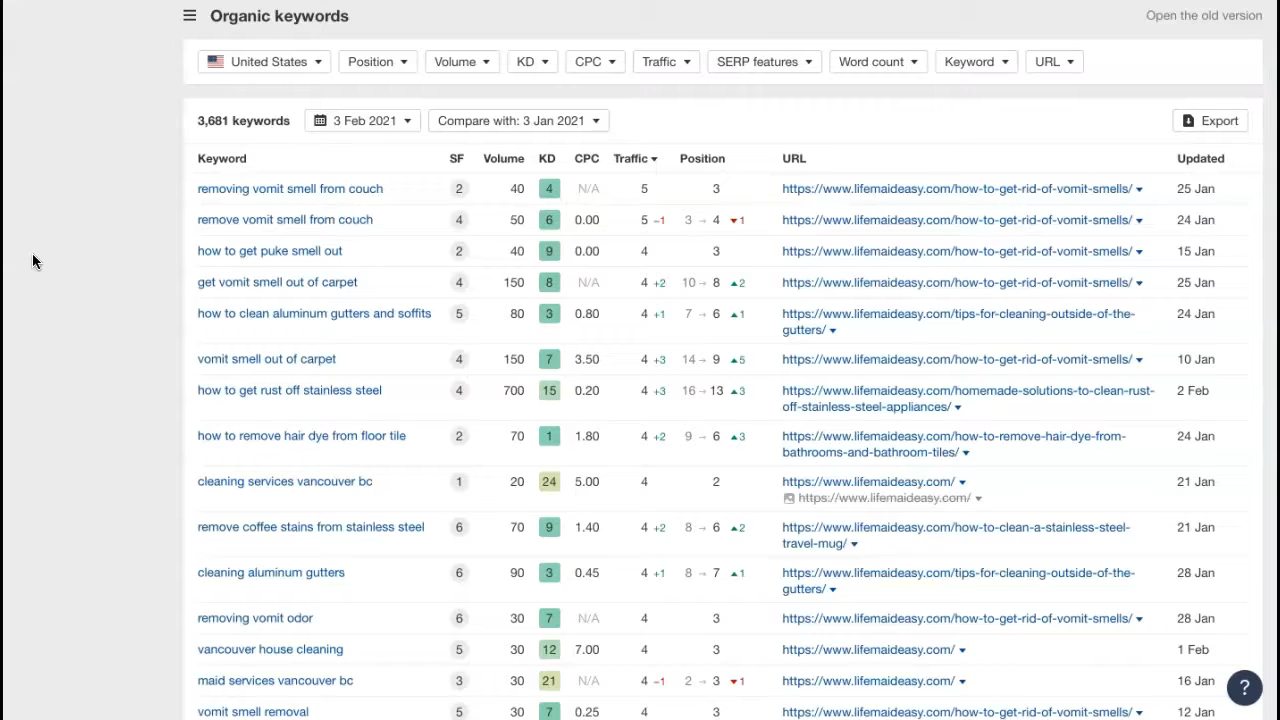 Organic keywords
Open the old version
United States Position Volume KD CPC Traffic SERP features Word count Keyword URL
3,681 keywords 3 Feb 2021 Compare with: 3 Jan 2021 Export
Keyword SF Volume KD CPC Traffic Position URL Updated
removing vomit smell from couch 2 40 4 N/A 5 3 https://www.lifemaideasy.com/how-to-get-rid-of-vomit-smells/ 25 Jan
remove vomit smell from couch 4 50 6 0.00 5 −1 3 → 4 ▼1 https://www.lifemaideasy.com/how-to-get-rid-of-vomit-smells/ 24 Jan
how to get puke smell out 2 40 9 0.00 4 3 https://www.lifemaideasy.com/how-to-get-rid-of-vomit-smells/ 15 Jan
get vomit smell out of carpet 4 150 8 N/A 4 +2 10 → 8 ▲2 https://www.lifemaideasy.com/how-to-get-rid-of-vomit-smells/ 25 Jan
how to clean aluminum gutters and soffits 5 80 3 0.80 4 +1 7 → 6 ▲1 https://www.lifemaideasy.com/tips-for-cleaning-outside-of-the- 24 Jan
gutters/
vomit smell out of carpet 4 150 7 3.50 4 +3 14 → 9 ▲5 https://www.lifemaideasy.com/how-to-get-rid-of-vomit-smells/ 10 Jan
how to get rust off stainless steel 4 700 15 0.20 4 +3 16 → 13 ▲3 https://www.lifemaideasy.com/homemade-solutions-to-clean-rust- 2 Feb
off-stainless-steel-appliances/
how to remove hair dye from floor tile 2 70 1 1.80 4 +2 9 → 6 ▲3 https://www.lifemaideasy.com/how-to-remove-hair-dye-from- 24 Jan
bathrooms-and-bathroom-tiles/
cleaning services vancouver bc 1 20 24 5.00 4 2 https://www.lifemaideasy.com/ 21 Jan
https://www.lifemaideasy.com/
remove coffee stains from stainless steel 6 70 9 1.40 4 +2 8 → 6 ▲2 https://www.lifemaideasy.com/how-to-clean-a-stainless-steel- 21 Jan
travel-mug/
cleaning aluminum gutters 6 90 3 0.45 4 +1 8 → 7 ▲1 https://www.lifemaideasy.com/tips-for-cleaning-outside-of-the- 28 Jan
gutters/
removing vomit odor 6 30 7 N/A 4 3 https://www.lifemaideasy.com/how-to-get-rid-of-vomit-smells/ 28 Jan
vancouver house cleaning 5 30 12 7.00 4 3 https://www.lifemaideasy.com/ 1 Feb
maid services vancouver bc 3 30 21 N/A 4 −1 2 → 3 ▼1 https://www.lifemaideasy.com/ 16 Jan
vomit smell removal 5 30 7 0.25 4 3 https://www.lifemaideasy.com/how-to-get-rid-of-vomit-smells/ 12 Jan
?